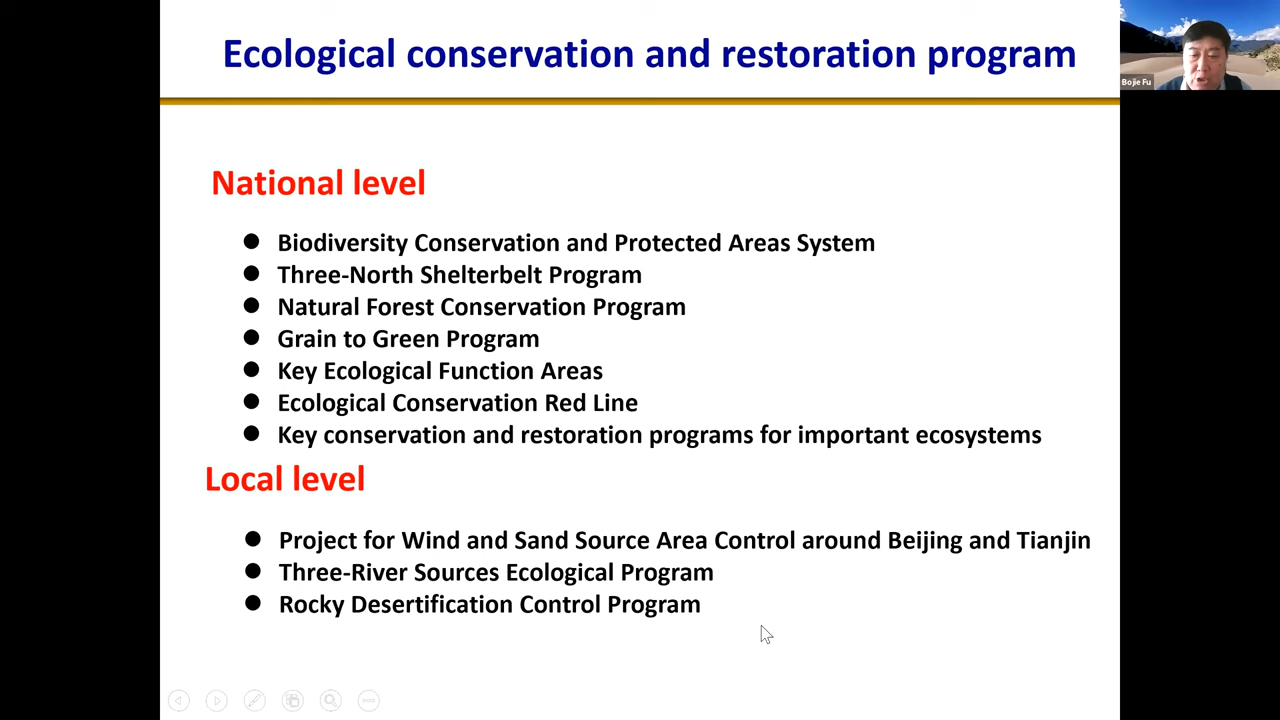 Ecological conservation and restoration program
Bojie Fu
National level
● Biodiversity Conservation and Protected Areas System
● Three-North Shelterbelt Program
● Natural Forest Conservation Program
● Grain to Green Program
● Key Ecological Function Areas
● Ecological Conservation Red Line
● Key conservation and restoration programs for important ecosystems
Local level
● Project for Wind and Sand Source Area Control around Beijing and Tianjin
● Three-River Sources Ecological Program
● Rocky Desertification Control Program